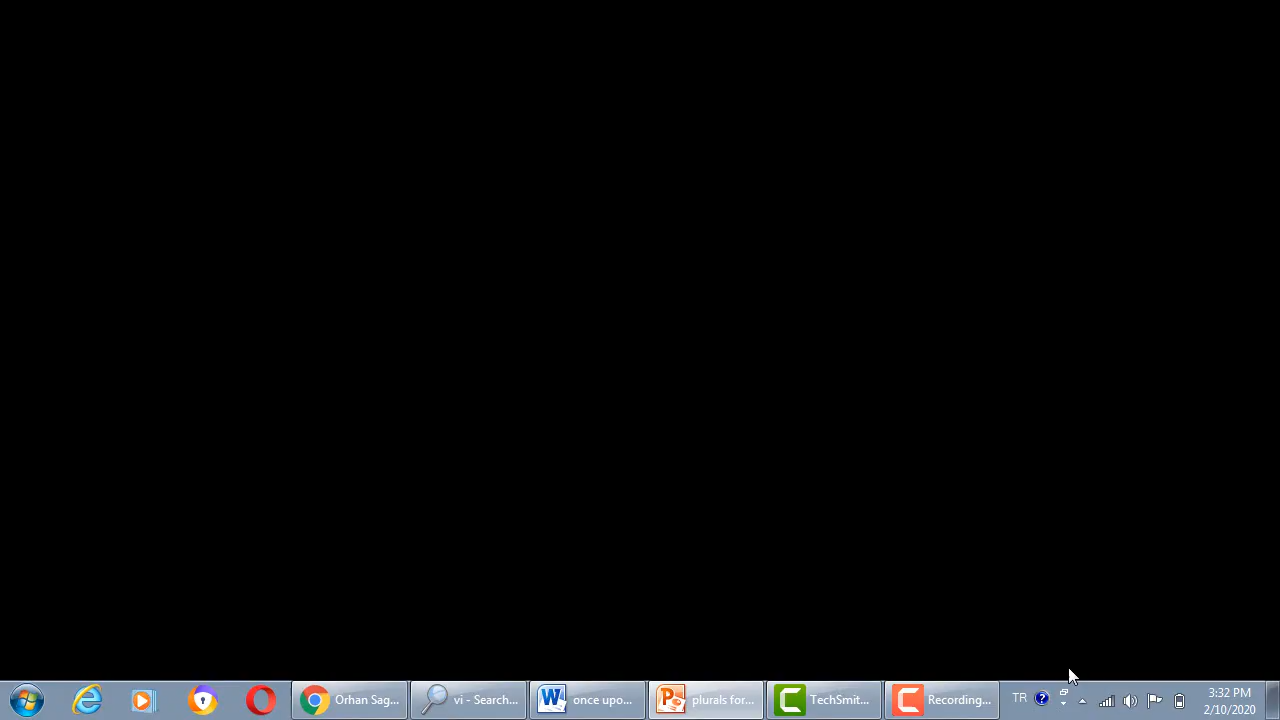 Orhan Sag...
vi - Search...
once upo...
plurals for...
TechSmit...
Recording...
TR
3:32 PM
2/10/2020